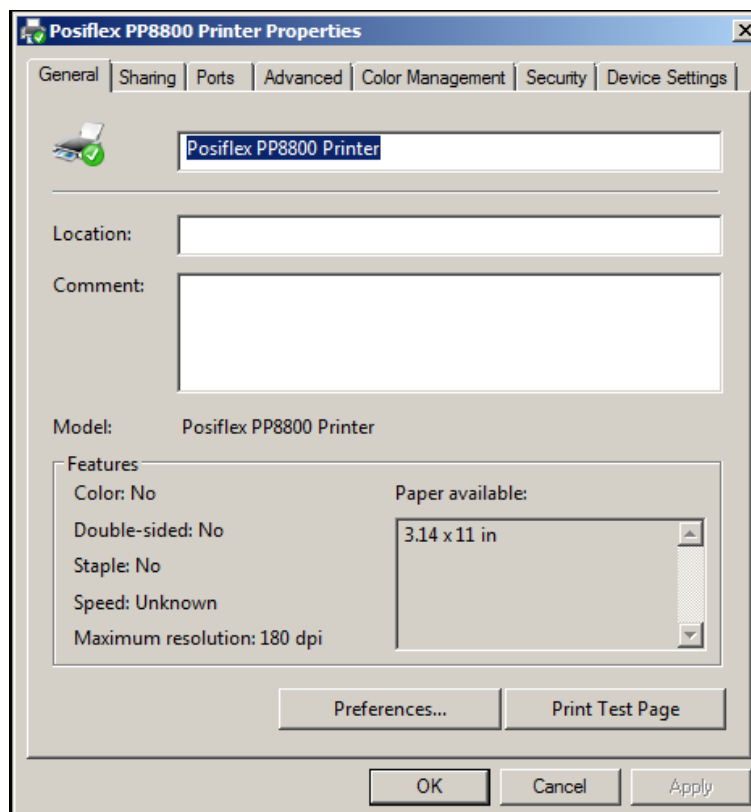 Posiflex PP8800 Printer Properties
General Sharing Ports Advanced Color Management Security Device Settings
Posiflex PP8800 Printer
Location:
Comment:
Model: Posiflex PP8800 Printer
Features
Color: No
Double-sided: No
Staple: No
Speed: Unknown
Maximum resolution: 180 dpi
Paper available:
3.14 x 11 in
Preferences... Print Test Page
OK Cancel Apply